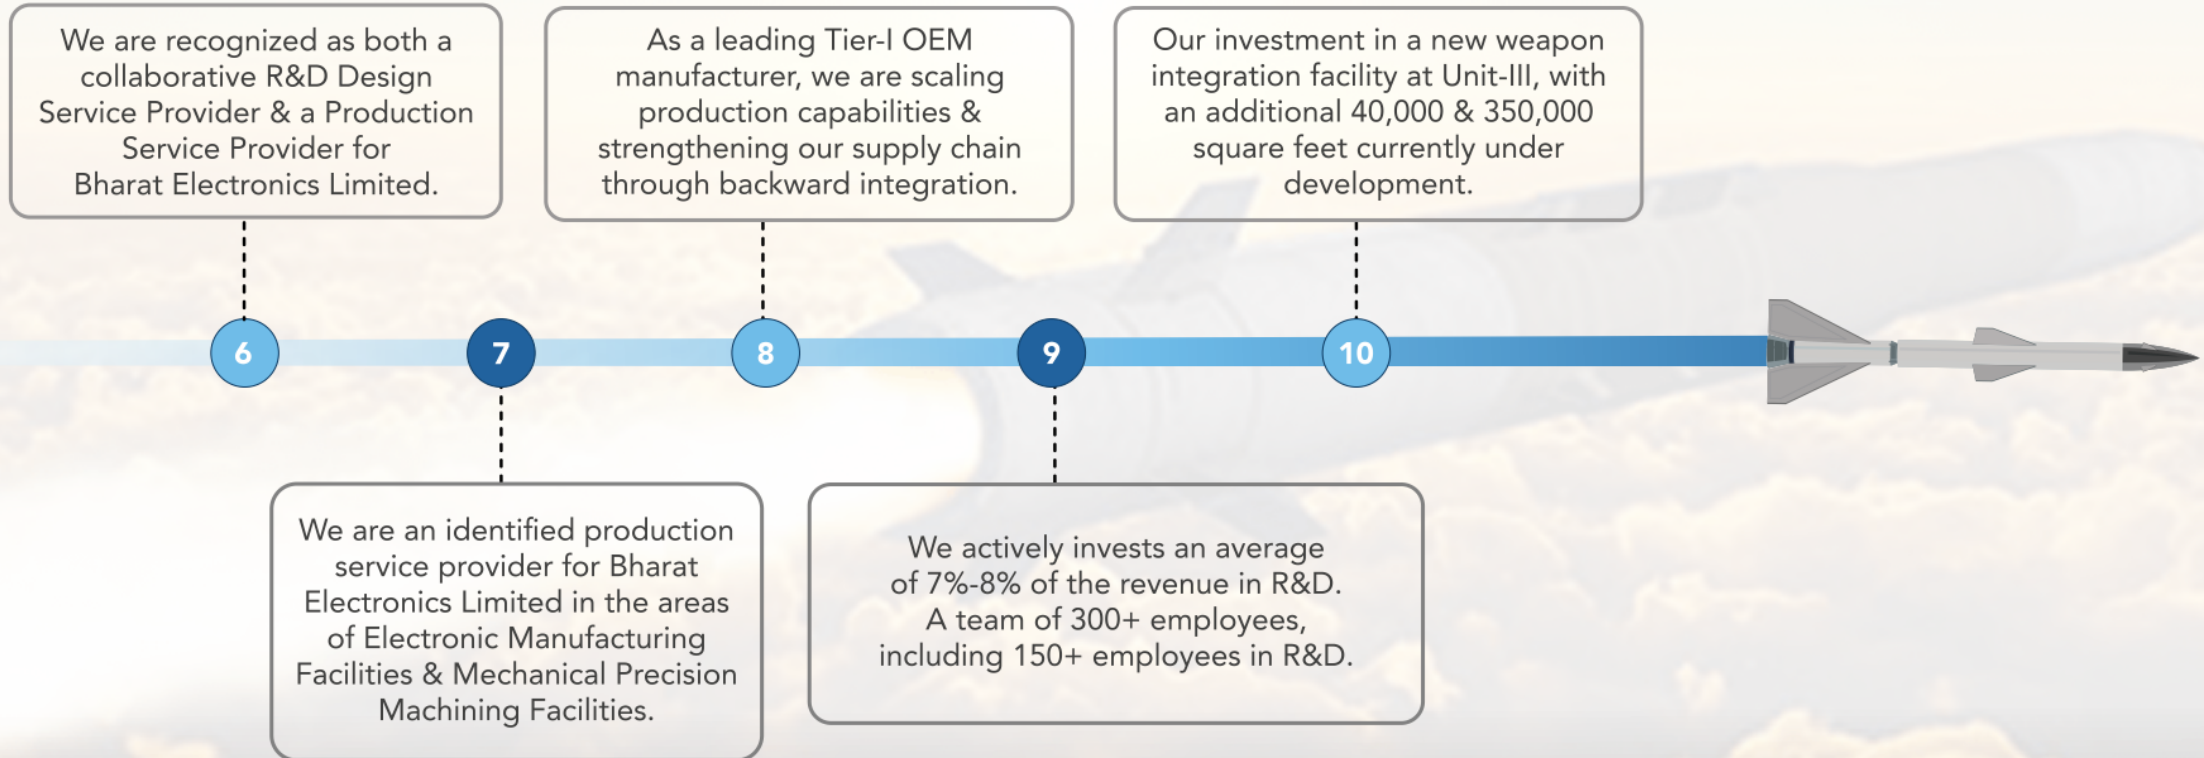 We are recognized as both a
collaborative R&D Design
Service Provider & a Production
Service Provider for
Bharat Electronics Limited.
As a leading Tier-I OEM
manufacturer, we are scaling
production capabilities &
strengthening our supply chain
through backward integration.
Our investment in a new weapon
integration facility at Unit-III, with
an additional 40,000 & 350,000
square feet currently under
development.
6
7
8
9
10
We are an identified production
service provider for Bharat
Electronics Limited in the areas
of Electronic Manufacturing
Facilities & Mechanical Precision
Machining Facilities.
We actively invests an average
of 7%-8% of the revenue in R&D.
A team of 300+ employees,
including 150+ employees in R&D.